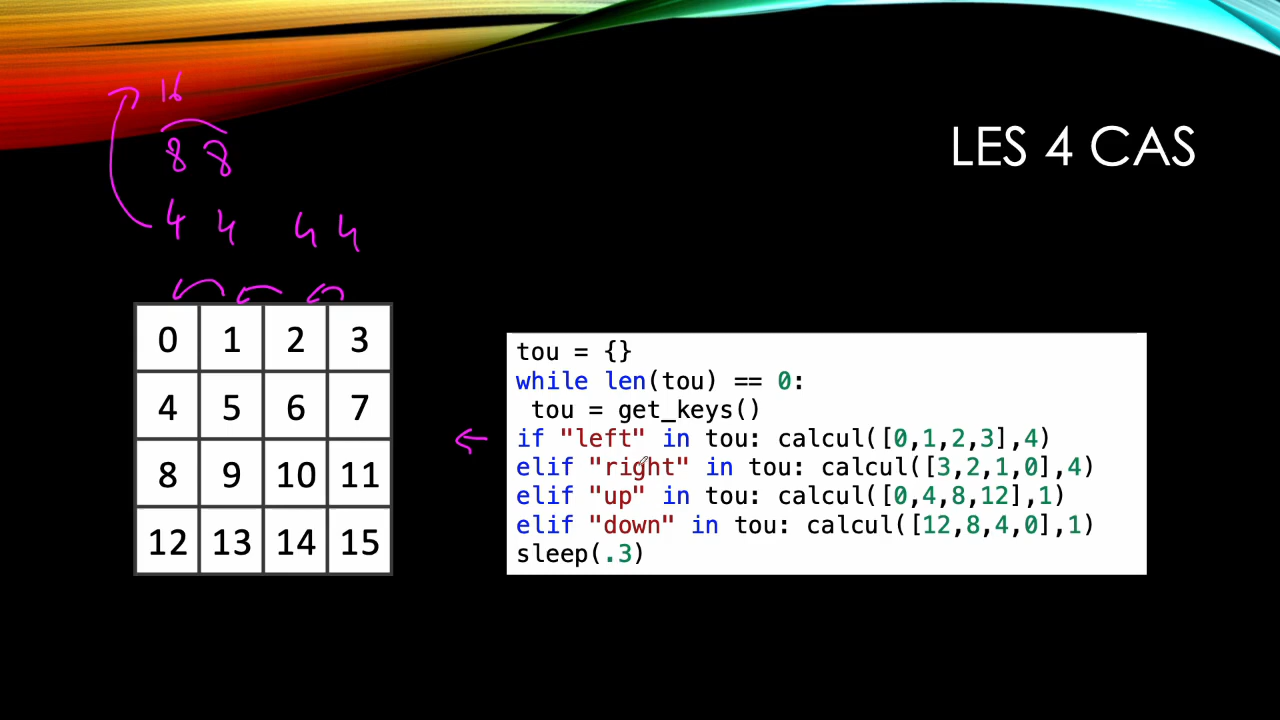 16
8 8
4 4 4 4
LES 4 CAS
0 1 2 3
4 5 6 7
8 9 10 11
12 13 14 15
tou = {}
while len(tou) == 0:
 tou = get_keys()
if "left" in tou: calcul([0,1,2,3],4)
elif "right" in tou: calcul([3,2,1,0],4)
elif "up" in tou: calcul([0,4,8,12],1)
elif "down" in tou: calcul([12,8,4,0],1)
sleep(.3)